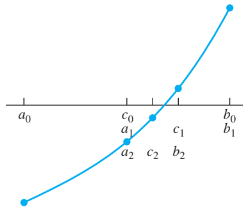 a₀ c₀ b₀
a₁ c₁ b₁
a₂ c₂ b₂